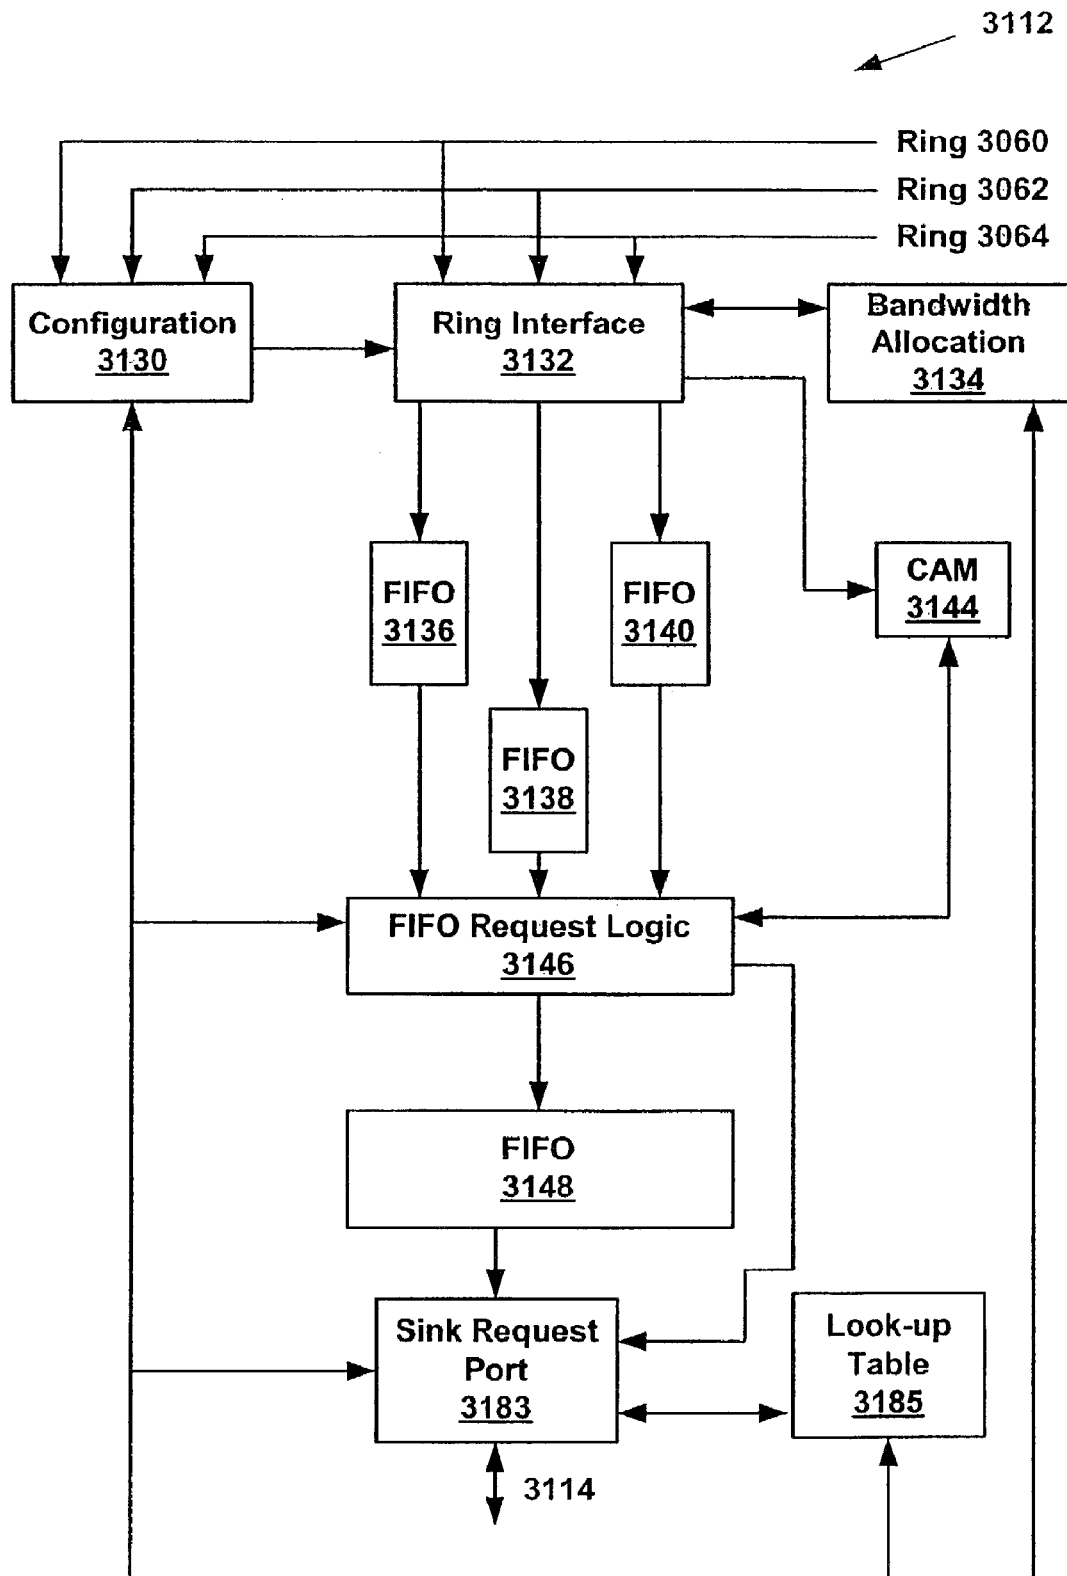 3112
Ring 3060
Ring 3062
Ring 3064
Configuration
3130
Ring Interface
3132
Bandwidth
Allocation
3134
FIFO
3136
FIFO
3140
CAM
3144
FIFO
3138
FIFO Request Logic
3146
FIFO
3148
Sink Request
Port
3183
Look-up
Table
3185
3114